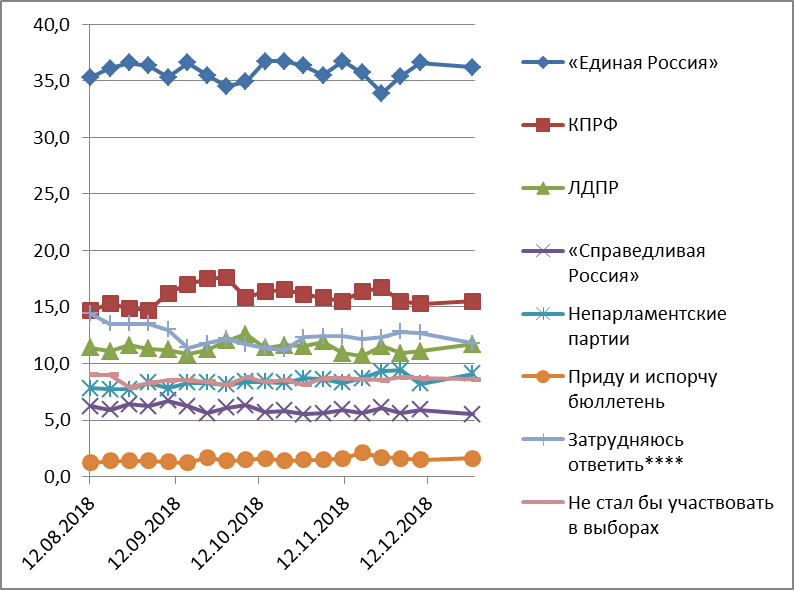 40,0
35,0
30,0
25,0
20,0
15,0
10,0
5,0
0,0
12.08.2018
12.09.2018
12.10.2018
12.11.2018
12.12.2018
«Единая Россия»
КПРФ
ЛДПР
«Справедливая
Россия»
Непарламентские
партии
Приду и испорчу
бюллетень
Затрудняюсь
ответить****
Не стал бы участвовать
в выборах